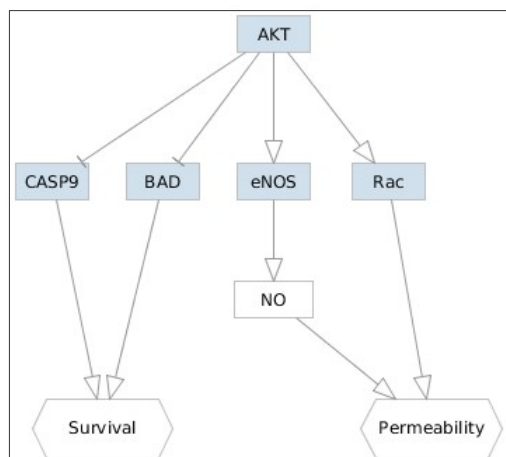 AKT
CASP9
BAD
eNOS
Rac
NO
Survival
Permeability